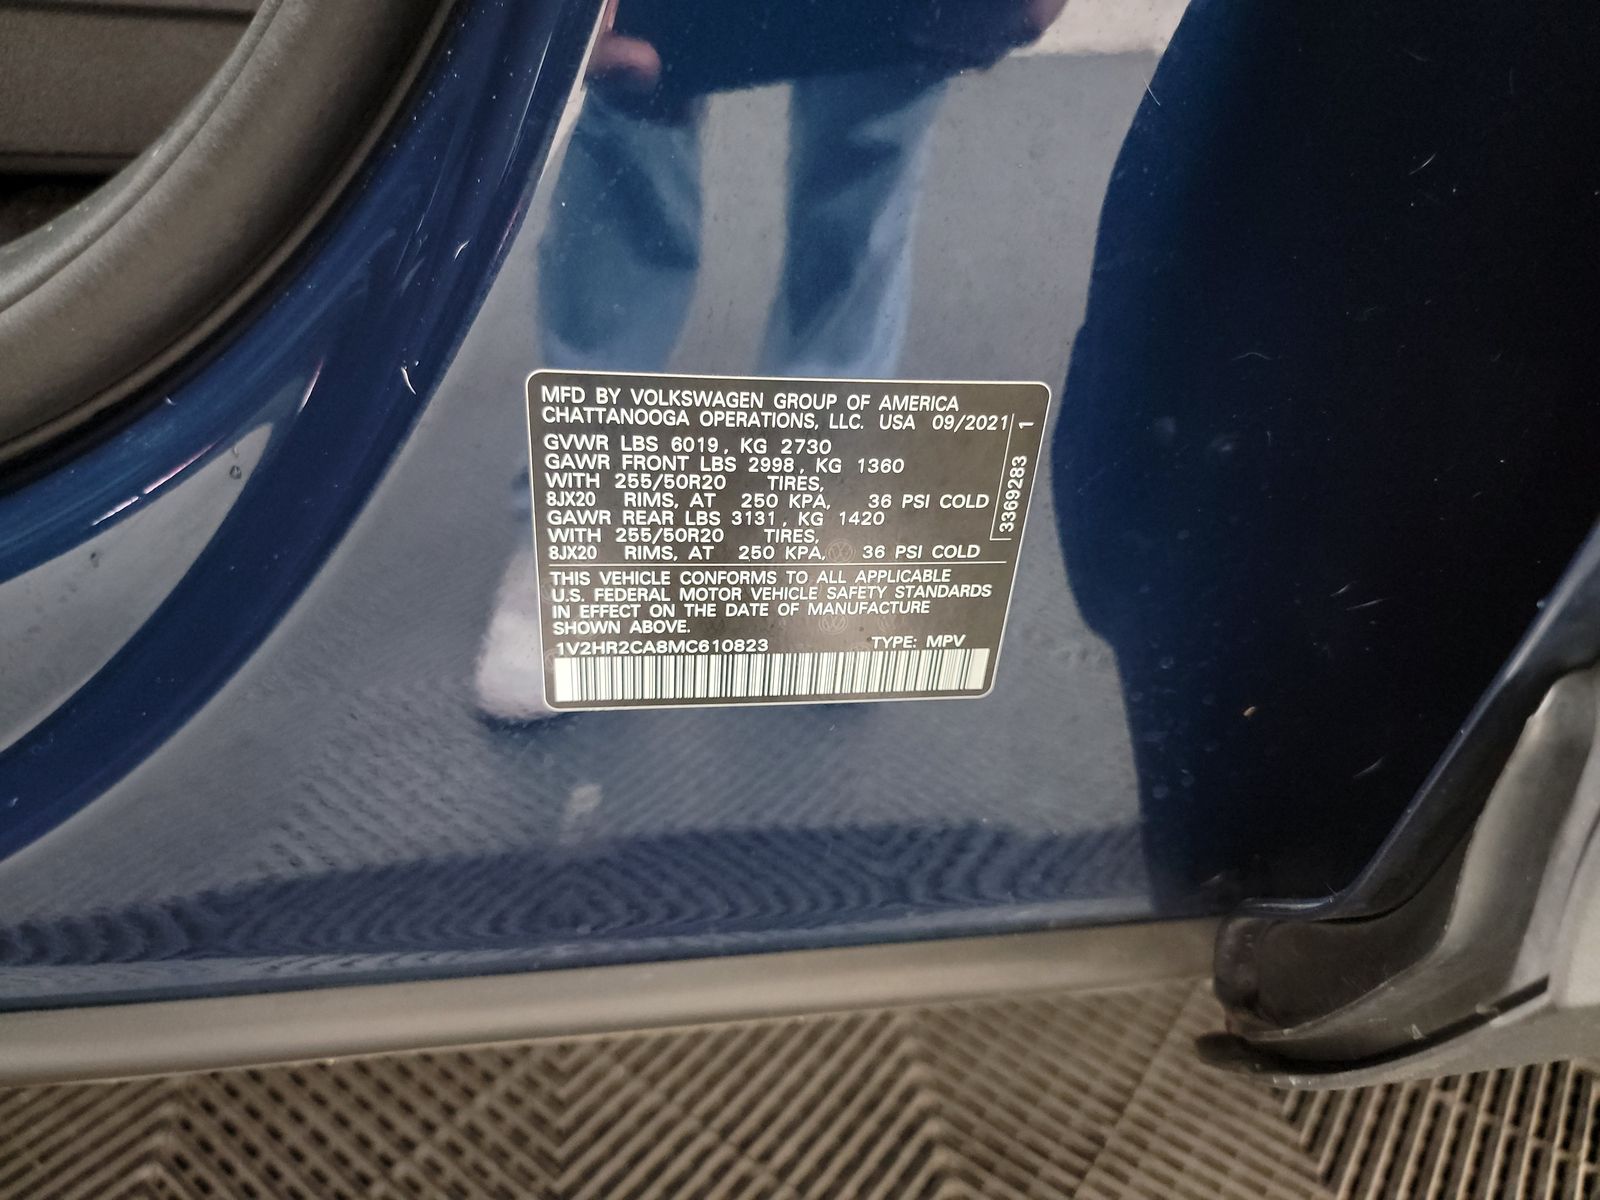 MFD BY VOLKSWAGEN GROUP OF AMERICA
CHATTANOOGA OPERATIONS, LLC. USA 09/2021
GVWR LBS 6019, KG 2730
GAWR FRONT LBS 2998, KG 1360
WITH 255/50R20 TIRES,
8JX20 RIMS, AT 250 KPA, 36 PSI COLD
GAWR REAR LBS 3131, KG 1420
WITH 255/50R20 TIRES,
8JX20 RIMS, AT 250 KPA, 36 PSI COLD
THIS VEHICLE CONFORMS TO ALL APPLICABLE
U.S. FEDERAL MOTOR VEHICLE SAFETY STANDARDS
IN EFFECT ON THE DATE OF MANUFACTURE
SHOWN ABOVE.
1V2HR2CA8MC610823 TYPE: MPV
3369283 1